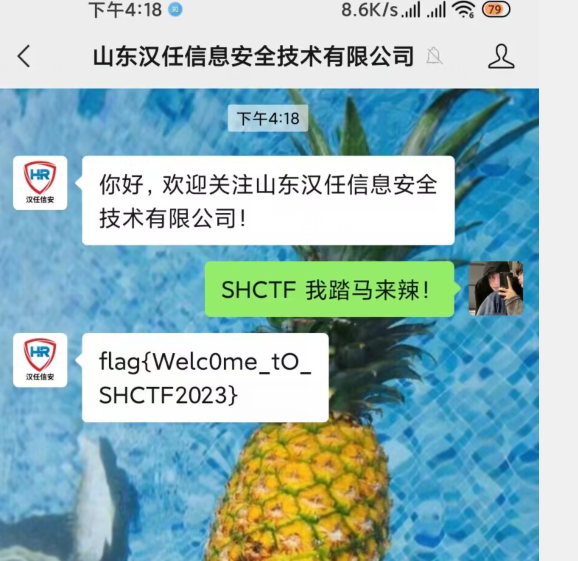 下午4:18
8.6K/s
79
山东汉任信息安全技术有限公司
下午4:18
HR
汉任信安
你好,欢迎关注山东汉任信息安全
技术有限公司!
SHCTF 我踏马来辣!
HR
汉任信安
flag{Welc0me_tO_
SHCTF2023}